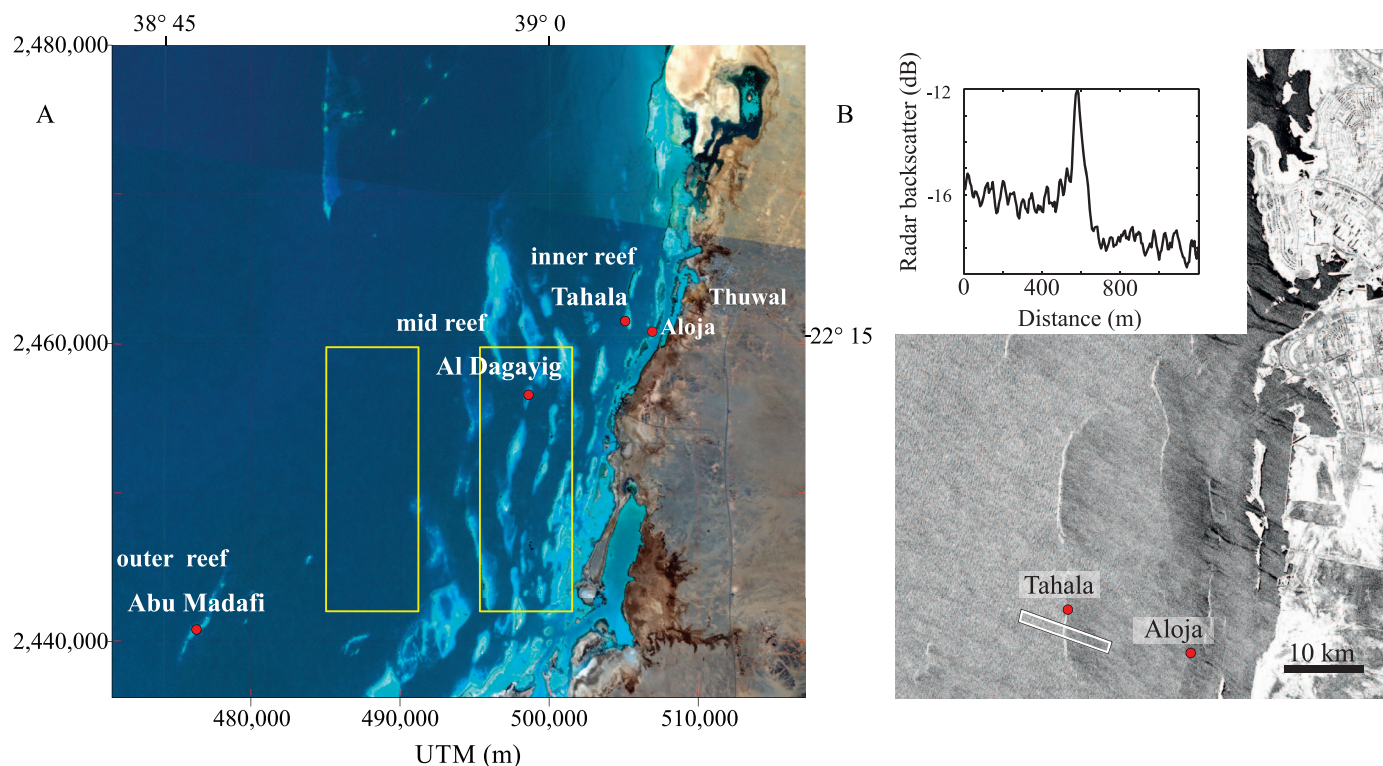 38° 45
39° 0
2,480,000
A
inner reef
Tahala
Thuwal
Aloja
mid reef
22° 15
2,460,000
Al Dagayig
outer reef
Abu Madafi
2,440,000
480,000
490,000
500,000
510,000
UTM (m)
B
Radar backscatter (dB)
-12
-16
0
400
800
Distance (m)
Tahala
Aloja
10 km